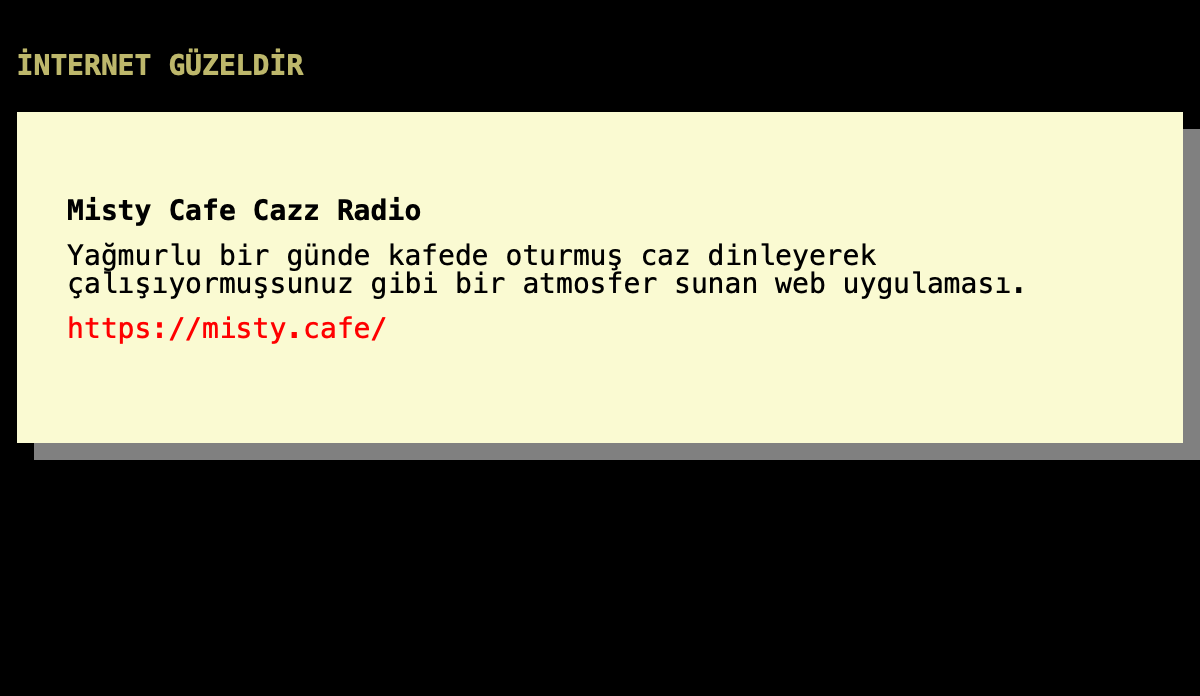 İNTERNET GÜZELDİR
Misty Cafe Cazz Radio
Yağmurlu bir günde kafede oturmuş caz dinleyerek
çalışıyormuşsunuz gibi bir atmosfer sunan web uygulaması.
https://misty.cafe/